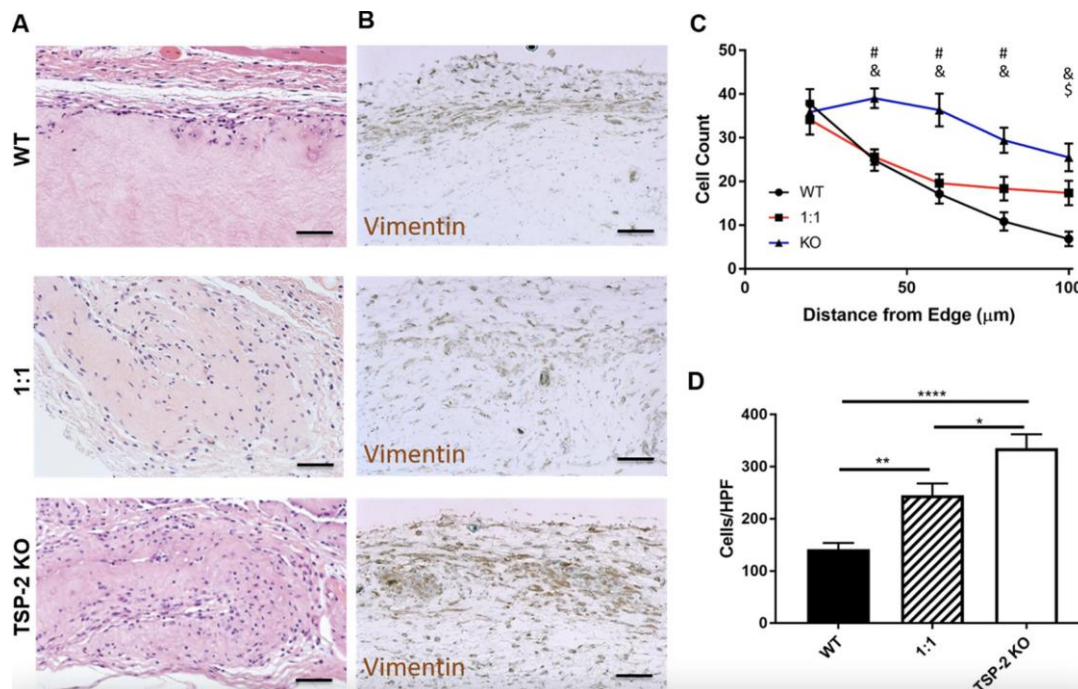 A
WT
1:1
TSP-2 KO
B
Vimentin
Vimentin
Vimentin
C
Cell Count
50
40
30
20
10
0
# # # &
& & & $
WT
1:1
KO
0 50 100
Distance from Edge (μm)
D
Cells/HPF
400
300
200
100
0
****
*
**
WT
1:1
TSP-2 KO